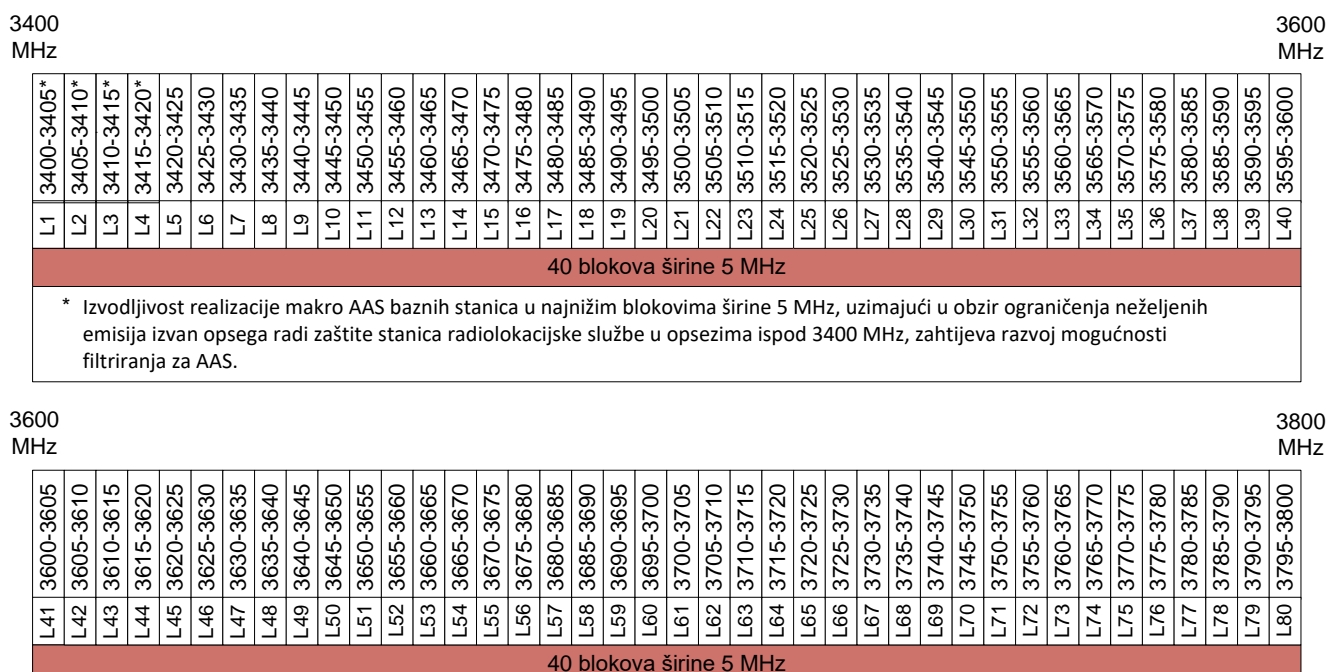 3400
MHz
3600
MHz
3400-3405*
3405-3410*
3410-3415*
3415-3420*
3420-3425
3425-3430
3430-3435
3435-3440
3440-3445
3445-3450
3450-3455
3455-3460
3460-3465
3465-3470
3470-3475
3475-3480
3480-3485
3485-3490
3490-3495
3495-3500
3500-3505
3505-3510
3510-3515
3515-3520
3520-3525
3525-3530
3530-3535
3535-3540
3540-3545
3545-3550
3550-3555
3555-3560
3560-3565
3565-3570
3570-3575
3575-3580
3580-3585
3585-3590
3590-3595
3595-3600
L1
L2
L3
L4
L5
L6
L7
L8
L9
L10
L11
L12
L13
L14
L15
L16
L17
L18
L19
L20
L21
L22
L23
L24
L25
L26
L27
L28
L29
L30
L31
L32
L33
L34
L35
L36
L37
L38
L39
L40
40 blokova širine 5 MHz
* Izvodljivost realizacije makro AAS baznih stanica u najnižim blokovima širine 5 MHz, uzimajući u obzir ograničenja neželjenih
emisija izvan opsega radi zaštite stanica radiolokacijske službe u opsezima ispod 3400 MHz, zahtijeva razvoj mogućnosti
filtriranja za AAS.
3600
MHz
3800
MHz
3600-3605
3605-3610
3610-3615
3615-3620
3620-3625
3625-3630
3630-3635
3635-3640
3640-3645
3645-3650
3650-3655
3655-3660
3660-3665
3665-3670
3670-3675
3675-3680
3680-3685
3685-3690
3690-3695
3695-3700
3700-3705
3705-3710
3710-3715
3715-3720
3720-3725
3725-3730
3730-3735
3735-3740
3740-3745
3745-3750
3750-3755
3755-3760
3760-3765
3765-3770
3770-3775
3775-3780
3780-3785
3785-3790
3790-3795
3795-3800
L41
L42
L43
L44
L45
L46
L47
L48
L49
L50
L51
L52
L53
L54
L55
L56
L57
L58
L59
L60
L61
L62
L63
L64
L65
L66
L67
L68
L69
L70
L71
L72
L73
L74
L75
L76
L77
L78
L79
L80
40 blokova širine 5 MHz